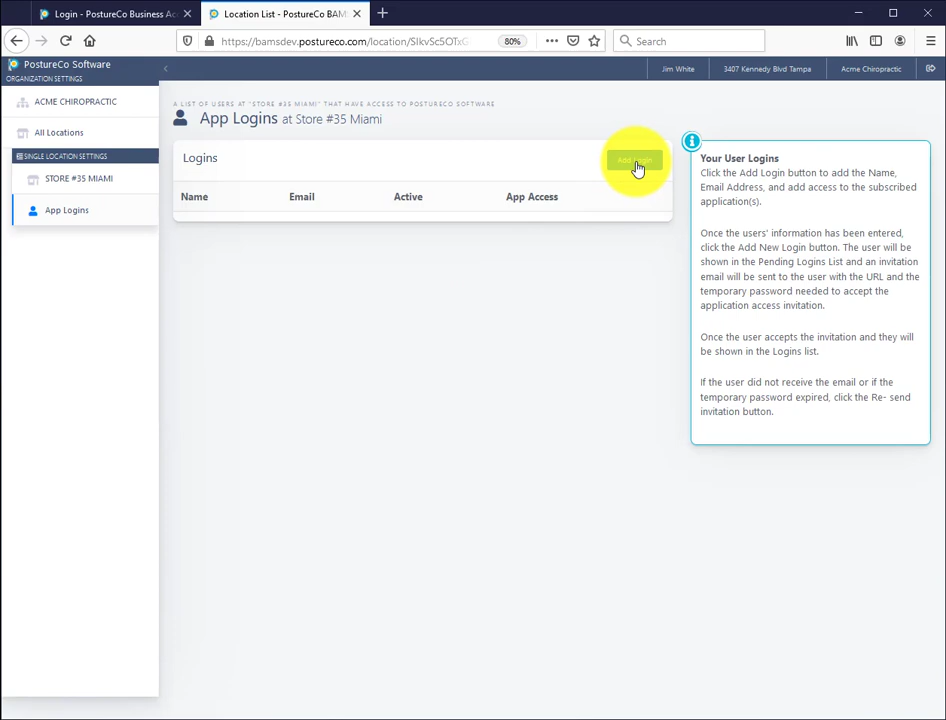 Login - PostureCo Business Ac
Location List - PostureCo BAM
https://bamsdev.postureco.com/location/SIkvSc5OTxG
80%
Search
PostureCo Software
ORGANIZATION SETTINGS
Jim White
3407 Kennedy Blvd Tampa
Acme Chiropractic
ACME CHIROPRACTIC
All Locations
SINGLE LOCATION SETTINGS
STORE #35 MIAMI
App Logins
A LIST OF USERS AT "STORE #35 MIAMI" THAT HAVE ACCESS TO POSTURECO SOFTWARE
App Logins at Store #35 Miami
Logins
Add Login
Name
Email
Active
App Access
Your User Logins
Click the Add Login button to add the Name,
Email Address, and add access to the subscribed
application(s).
Once the users' information has been entered,
click the Add New Login button. The user will be
shown in the Pending Logins List and an invitation
email will be sent to the user with the URL and the
temporary password needed to accept the
application access invitation.
Once the user accepts the invitation and they will
be shown in the Logins list.
If the user did not receive the email or if the
temporary password expired, click the Re- send
invitation button.